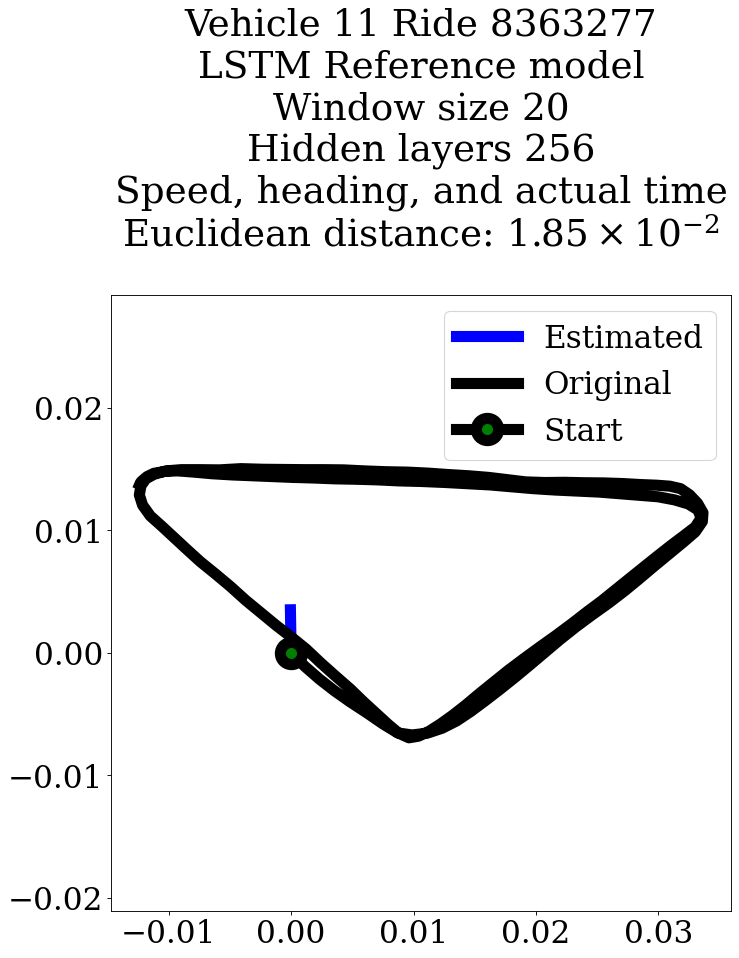 Vehicle 11 Ride 8363277
LSTM Reference model
Window size 20
Hidden layers 256
Speed, heading, and actual time
Euclidean distance: 1.85 × 10⁻²
Estimated
Original
Start
0.02
0.01
0.00
−0.01
−0.02
−0.01 0.00 0.01 0.02 0.03